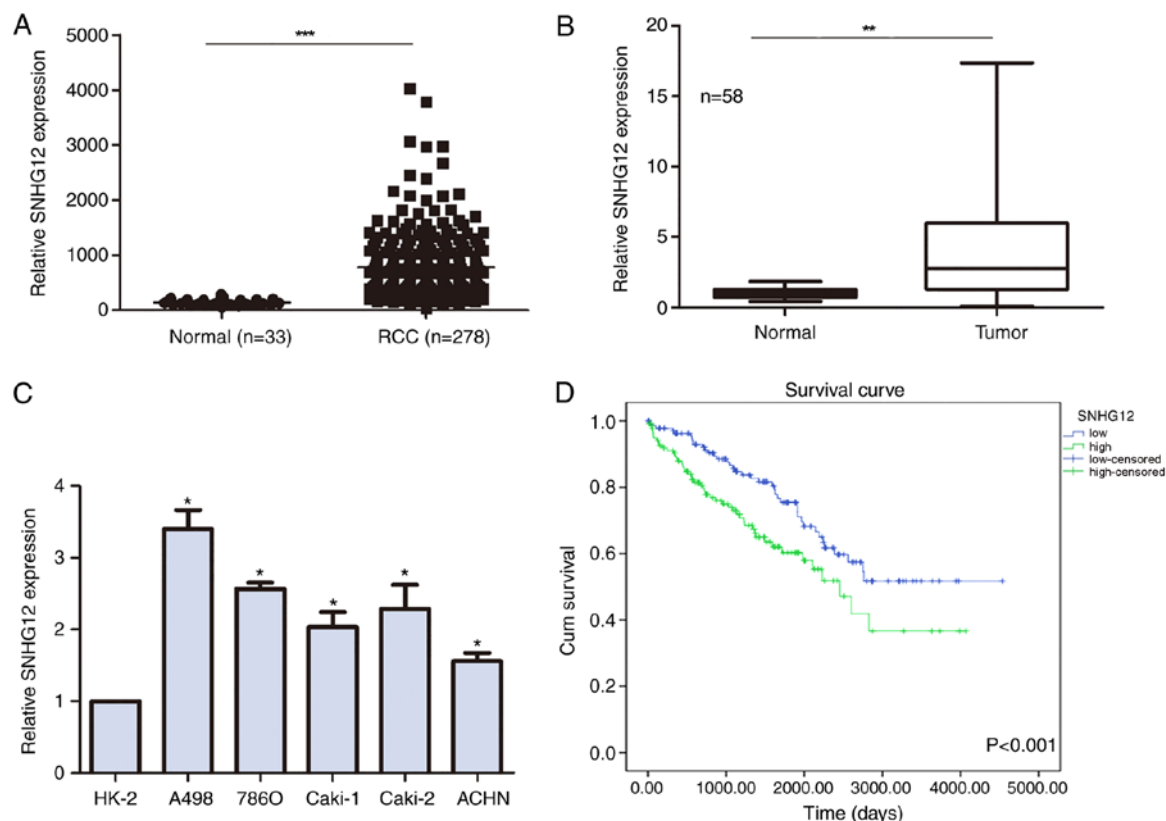 A
Relative SNHG12 expression
5000
4000
3000
2000
1000
0
***
Normal (n=33)
RCC (n=278)
B
Relative SNHG12 expression
20
15
10
5
0
**
n=58
Normal
Tumor
C
Relative SNHG12 expression
4
3
2
1
0
*
*
*
*
*
HK-2
A498
786O
Caki-1
Caki-2
ACHN
D
Survival curve
Cum survival
1.0
0.8
0.6
0.4
0.2
0.0
SNHG12
low
high
low-censored
high-censored
P<0.001
0.00
1000.00
2000.00
3000.00
4000.00
5000.00
Time (days)